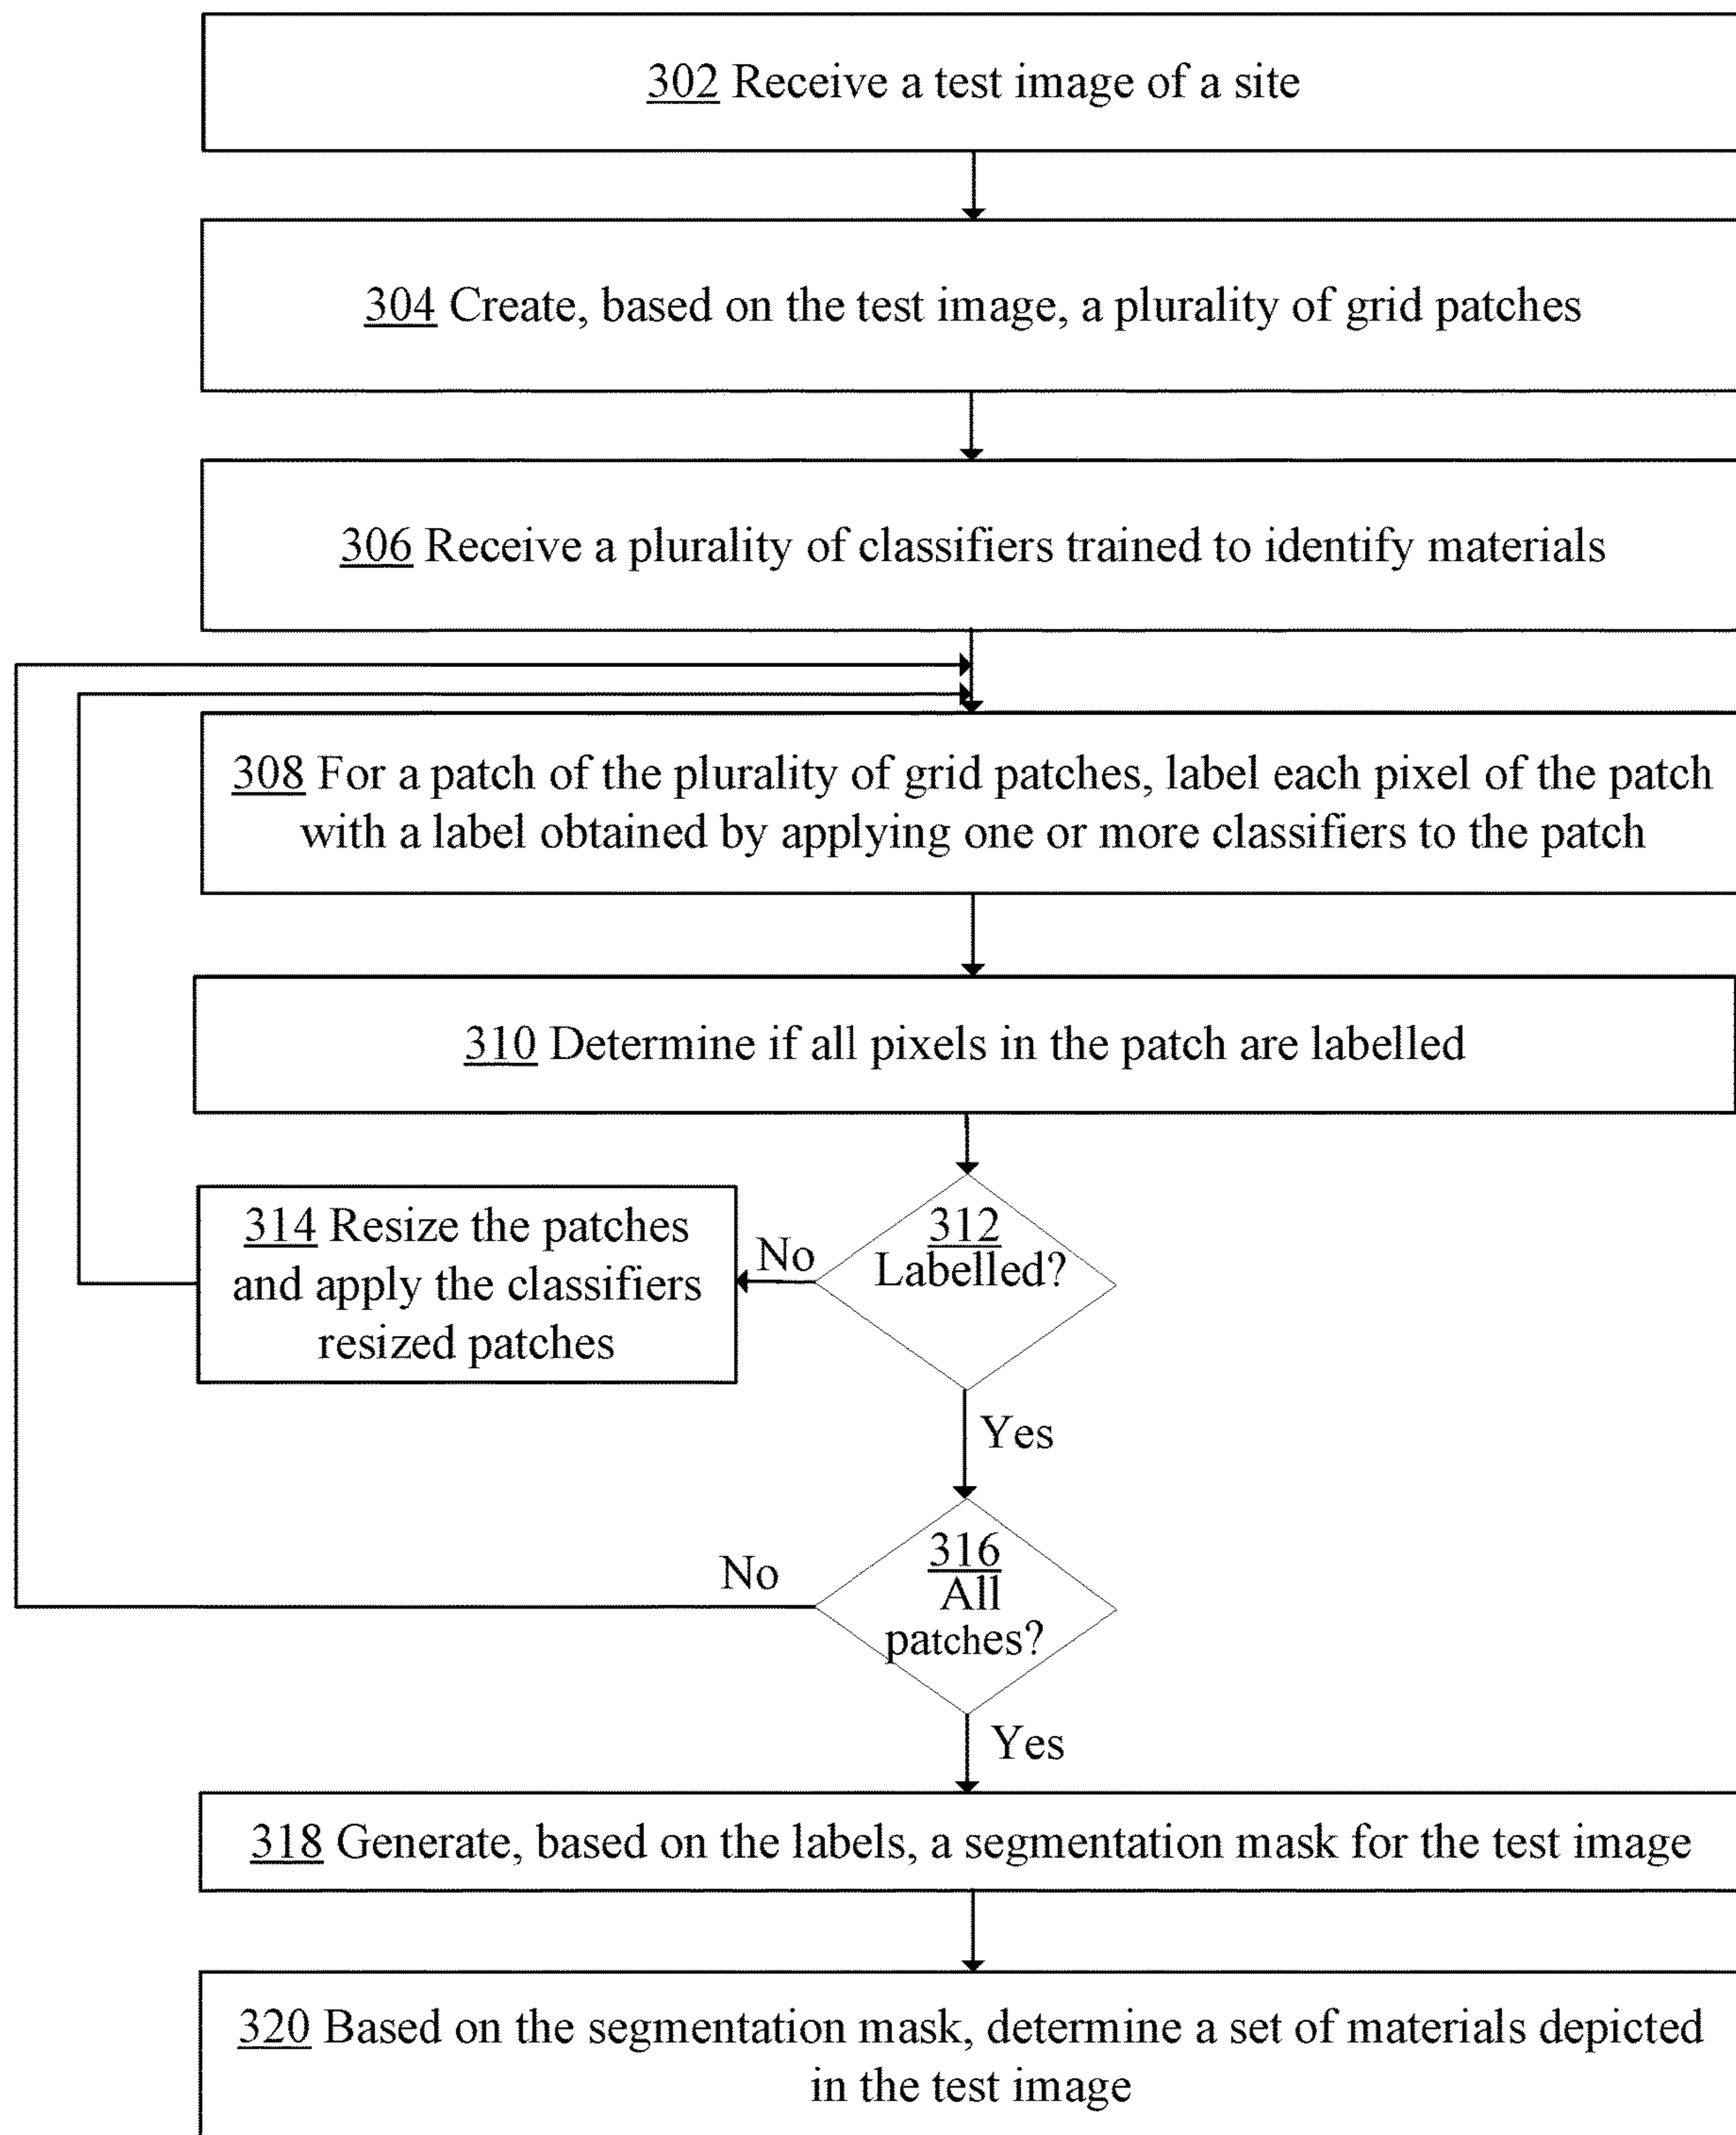 302 Receive a test image of a site
304 Create, based on the test image, a plurality of grid patches
306 Receive a plurality of classifiers trained to identify materials
308 For a patch of the plurality of grid patches, label each pixel of the patch
with a label obtained by applying one or more classifiers to the patch
310 Determine if all pixels in the patch are labelled
312
Labelled?
No
314 Resize the patches
and apply the classifiers
resized patches
Yes
316
All
patches?
No
Yes
318 Generate, based on the labels, a segmentation mask for the test image
320 Based on the segmentation mask, determine a set of materials depicted
in the test image